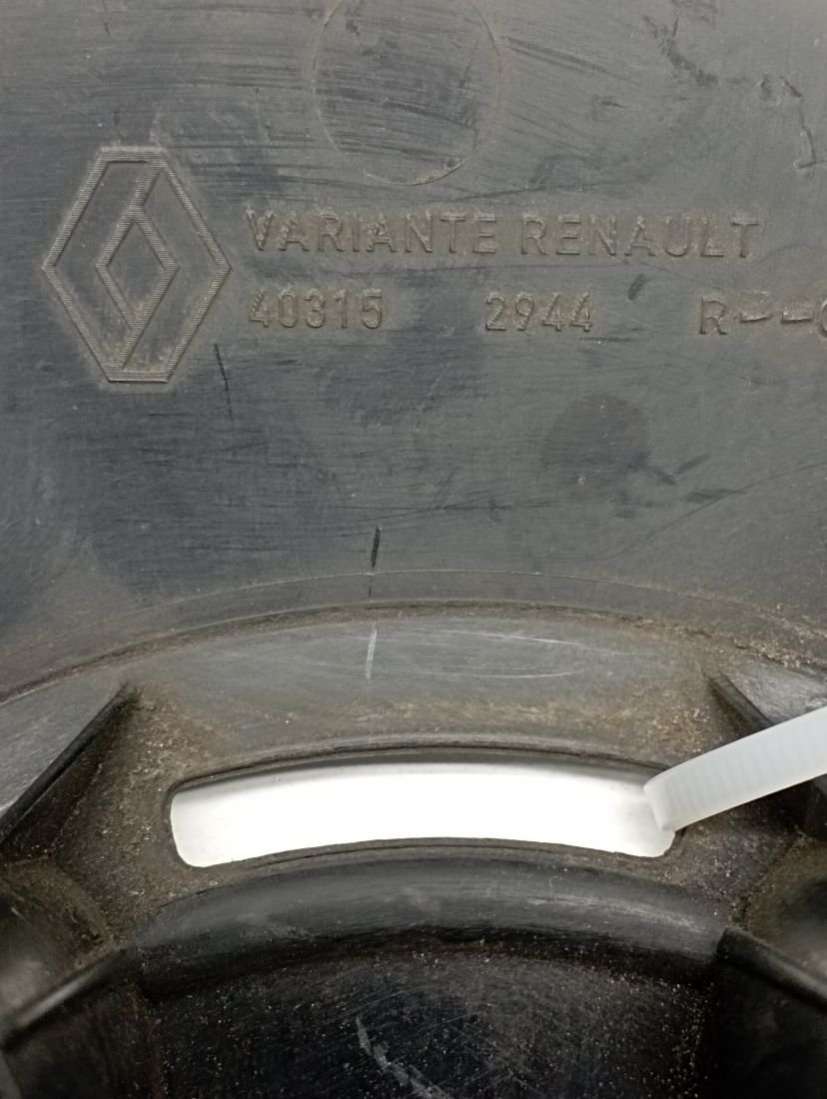 VARIANTE RENAULT
40315 2944 R--